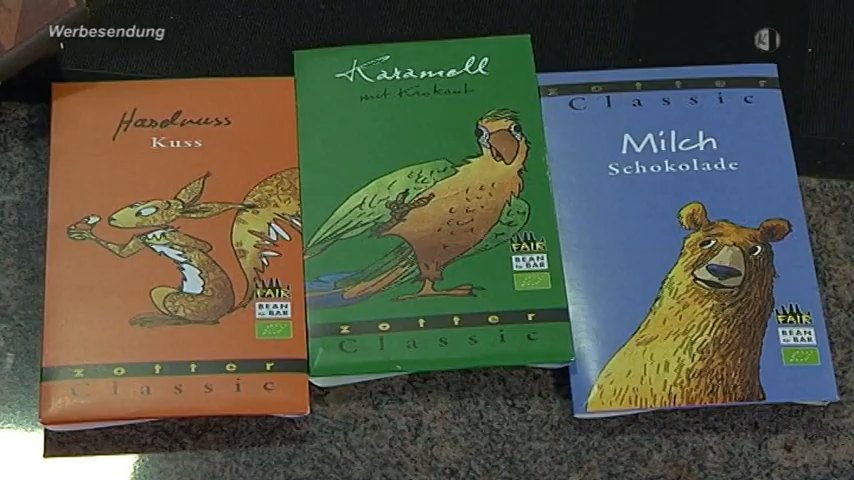 Werbesendung
Haselnuss
Kuss
FAIR
BEAN
to BAR
zotter
Classic
Karamell
mit Krokant
FAIR
BEAN
to BAR
zotter
Classic
zotter
Classic
Milch
Schokolade
FAIR
BEAN
to BAR